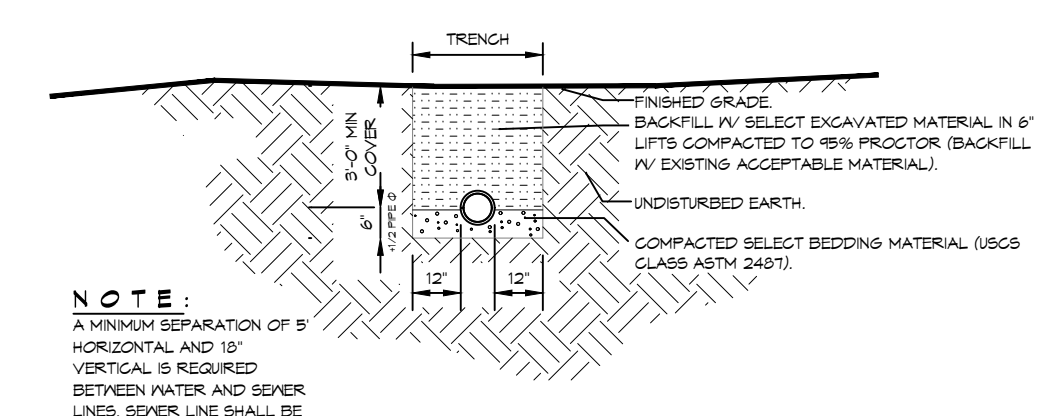 TRENCH
FINISHED GRADE.
BACKFILL W/ SELECT EXCAVATED MATERIAL IN 6"
LIFTS COMPACTED TO 95% PROCTOR (BACKFILL
W/ EXISTING ACCEPTABLE MATERIAL).
3'-0" MIN
COVER
UNDISTURBED EARTH.
6"
+1/2 PIPE Φ
COMPACTED SELECT BEDDING MATERIAL (USCS
CLASS ASTM 2487).
12"
12"
NOTE:
A MINIMUM SEPARATION OF 5'
HORIZONTAL AND 18"
VERTICAL IS REQUIRED
BETWEEN WATER AND SEWER
LINES. SEWER LINE SHALL BE